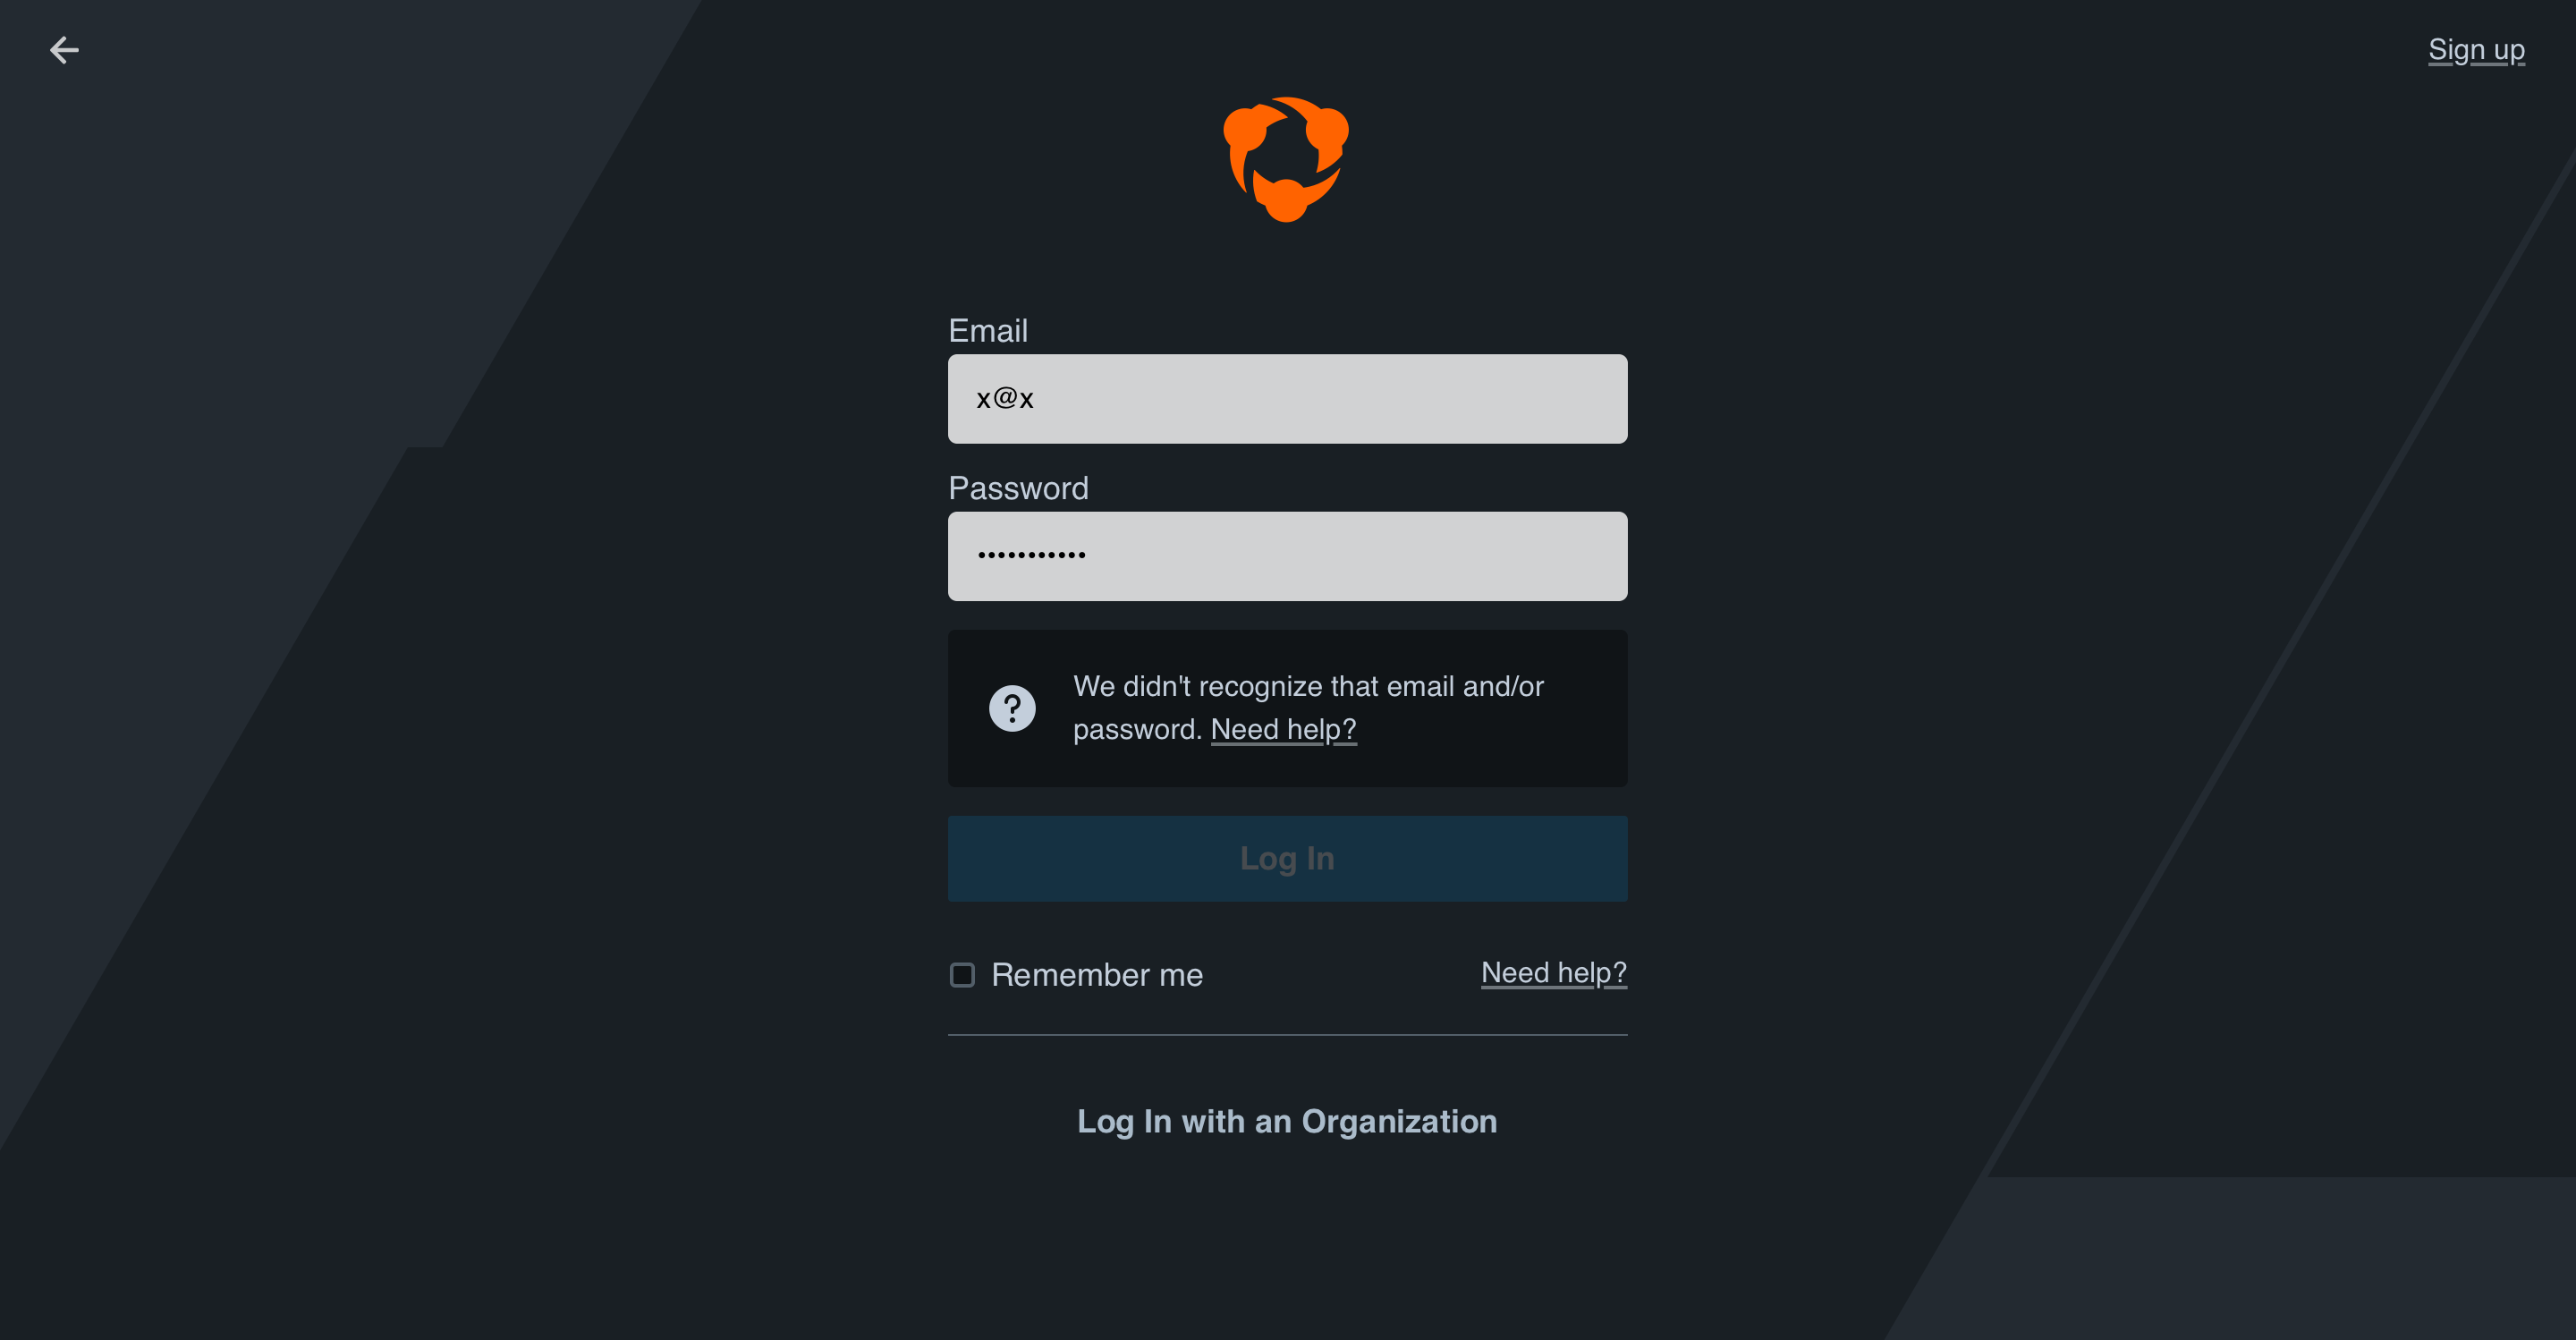 Sign up
Email
x@x
Password
•••••••••••
We didn't recognize that email and/or
password. Need help?
Log In
Remember me
Need help?
Log In with an Organization